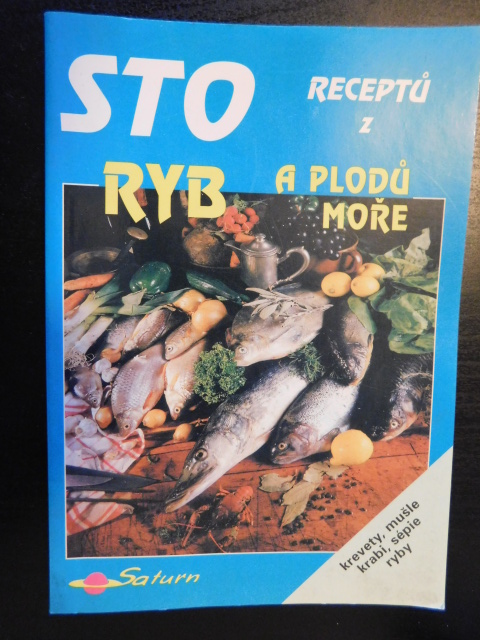 STO
RECEPTŮ
z
RYB
A PLODŮ
MOŘE
krevety, mušle
krabi, sépie
ryby
Saturn